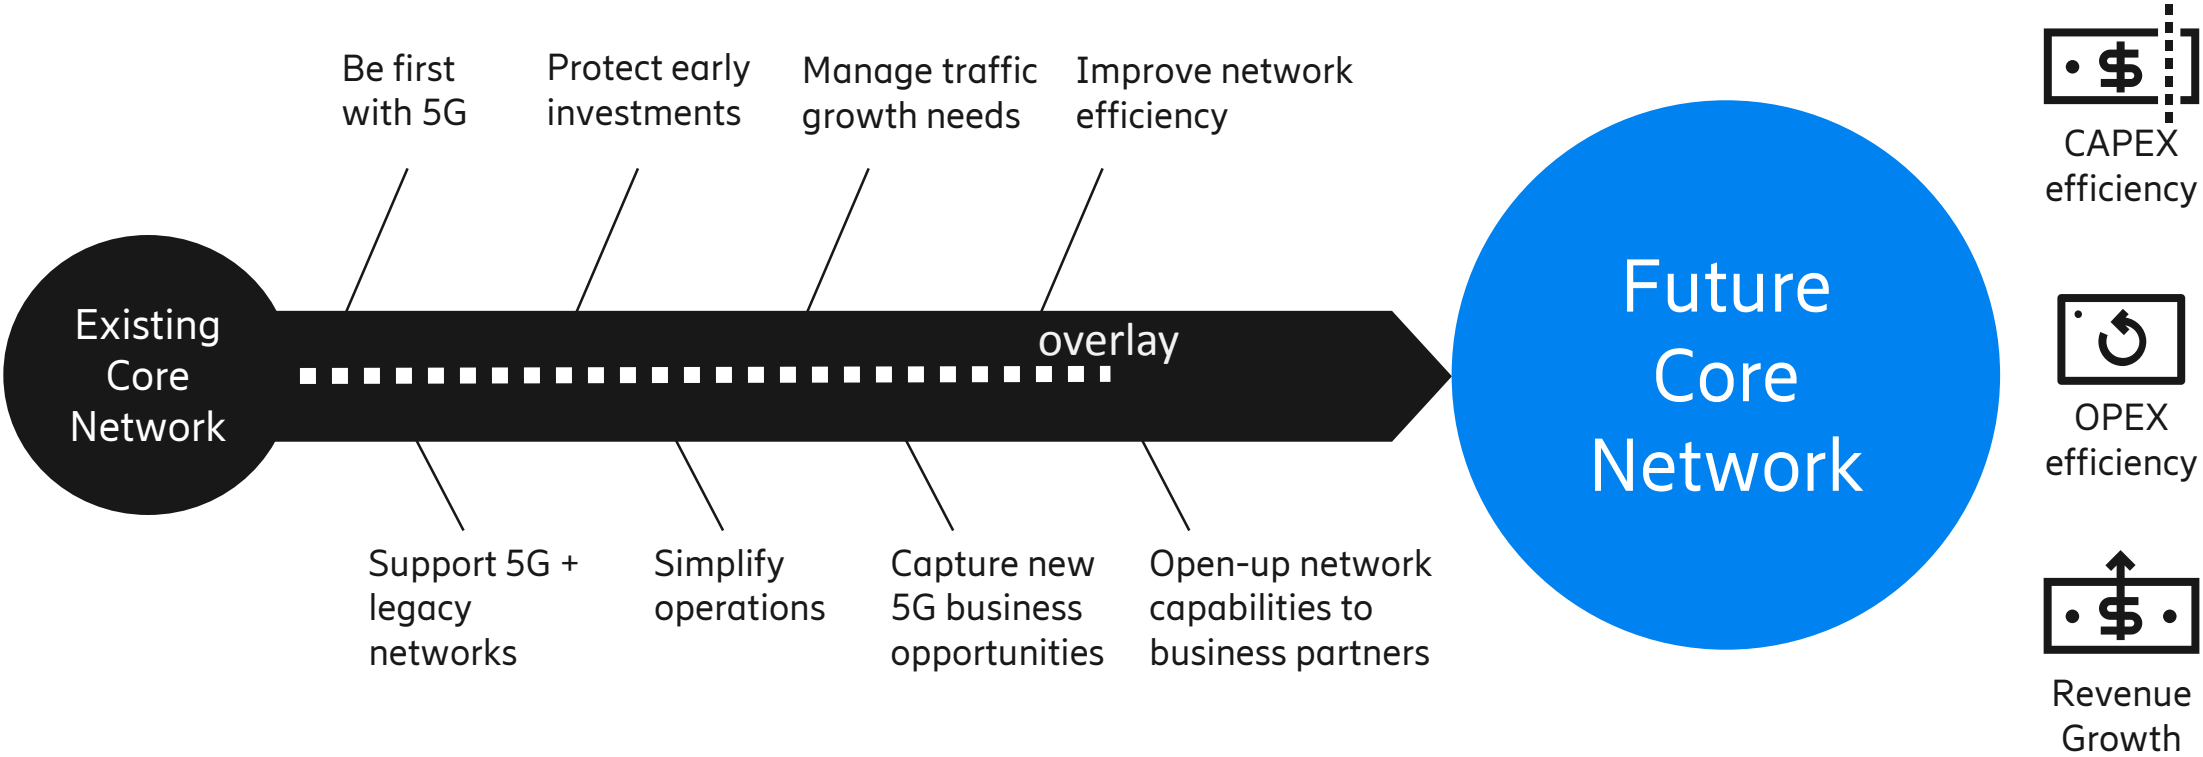 Be first
with 5G
Protect early
investments
Manage traffic
growth needs
Improve network
efficiency
Existing
Core
Network
overlay
Support 5G +
legacy
networks
Simplify
operations
Capture new
5G business
opportunities
Open-up network
capabilities to
business partners
Future
Core
Network
$
CAPEX
efficiency
OPEX
efficiency
$
Revenue
Growth